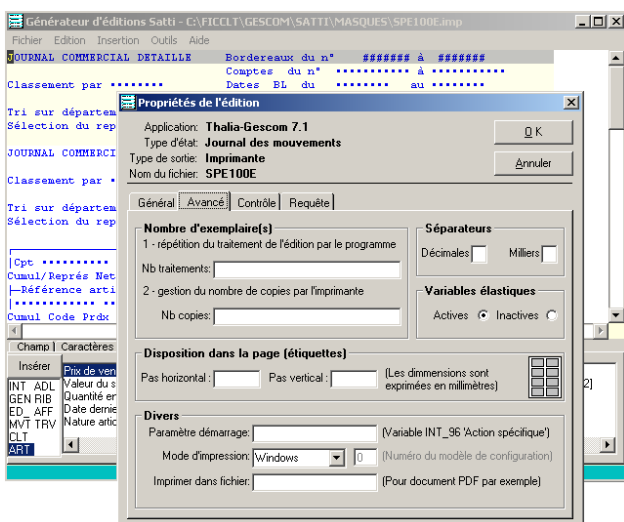 Générateur d'éditions Satti - C:\FICCLT\GESCOM\SATTI\MASQUES\SPE100E.imp
Fichier Edition Insertion Outils Aide
JOURNAL COMMERCIAL DETAILLE Bordereaux du n° ####### à #######
Comptes du n° ••••••••••• à •••••••••••
Classement par •••••••• Dates BL du •••••••• au ••••••••
Tri sur départem
Sélection du rep
JOURNAL COMMERCI
Classement par •
Tri sur départem
Sélection du rep
Cpt •••••••••
Cumul/Représ Net
Référence arti
••••••••••• ••
Cumul Code Prdx
Propriétés de l'édition
Application: Thalia-Gescom 7.1
Type d'état: Journal des mouvements
Type de sortie: Imprimante
Nom du fichier: SPE100E
OK
Annuler
Général Avancé Contrôle Requête
Nombre d'exemplaire(s)
1 - répétition du traitement de l'édition par le programme
Nb traitements:
2 - gestion du nombre de copies par l'imprimante
Nb copies:
Séparateurs
Décimales Milliers
Variables élastiques
Actives Inactives
Disposition dans la page (étiquettes)
Pas horizontal : Pas vertical : (Les dimmensions sont exprimées en millimètres)
Divers
Paramètre démarrage: (Variable INT_96 'Action spécifique')
Mode d'impression: Windows 0 (Numéro du modèle de configuration)
Imprimer dans fichier: (Pour document PDF par exemple)
Champ Caractères
Insérer
INT ADL
GEN RIB
ED_ AFF
MVT TRV
CLT
ART
Prix de ven
Valeur du s
Quantité en
Date dernie
Nature artic
2]